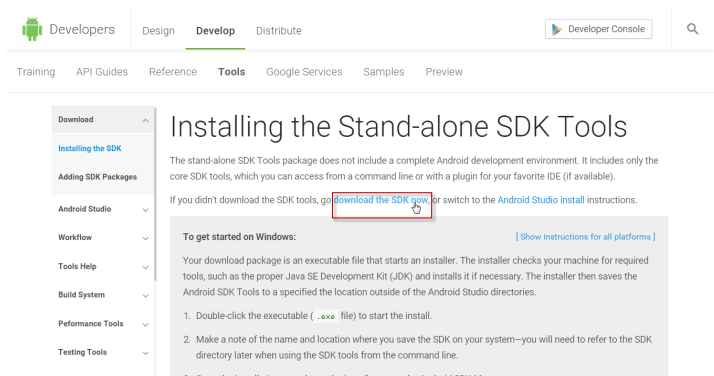 Developers Design Develop Distribute Developer Console
Training API Guides Reference Tools Google Services Samples Preview
Download
Installing the SDK
Adding SDK Packages
Android Studio
Workflow
Tools Help
Build System
Peformance Tools
Testing Tools
Installing the Stand-alone SDK Tools
The stand-alone SDK Tools package does not include a complete Android development environment. It includes only the
core SDK tools, which you can access from a command line or with a plugin for your favorite IDE (if available).
If you didn't download the SDK tools, go download the SDK now, or switch to the Android Studio install instructions.
To get started on Windows: [ Show instructions for all platforms ]
Your download package is an executable file that starts an installer. The installer checks your machine for required
tools, such as the proper Java SE Development Kit (JDK) and installs it if necessary. The installer then saves the
Android SDK Tools to a specified the location outside of the Android Studio directories.
1. Double-click the executable ( .exe file) to start the install.
2. Make a note of the name and location where you save the SDK on your system—you will need to refer to the SDK
directory later when using the SDK tools from the command line.